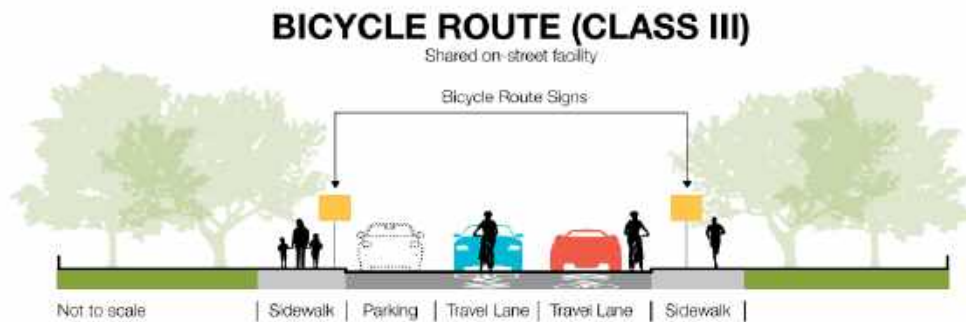 BICYCLE ROUTE (CLASS III)
Shared on-street facility
Bicycle Route Signs
Not to scale
Sidewalk
Parking
Travel Lane
Travel Lane
Sidewalk